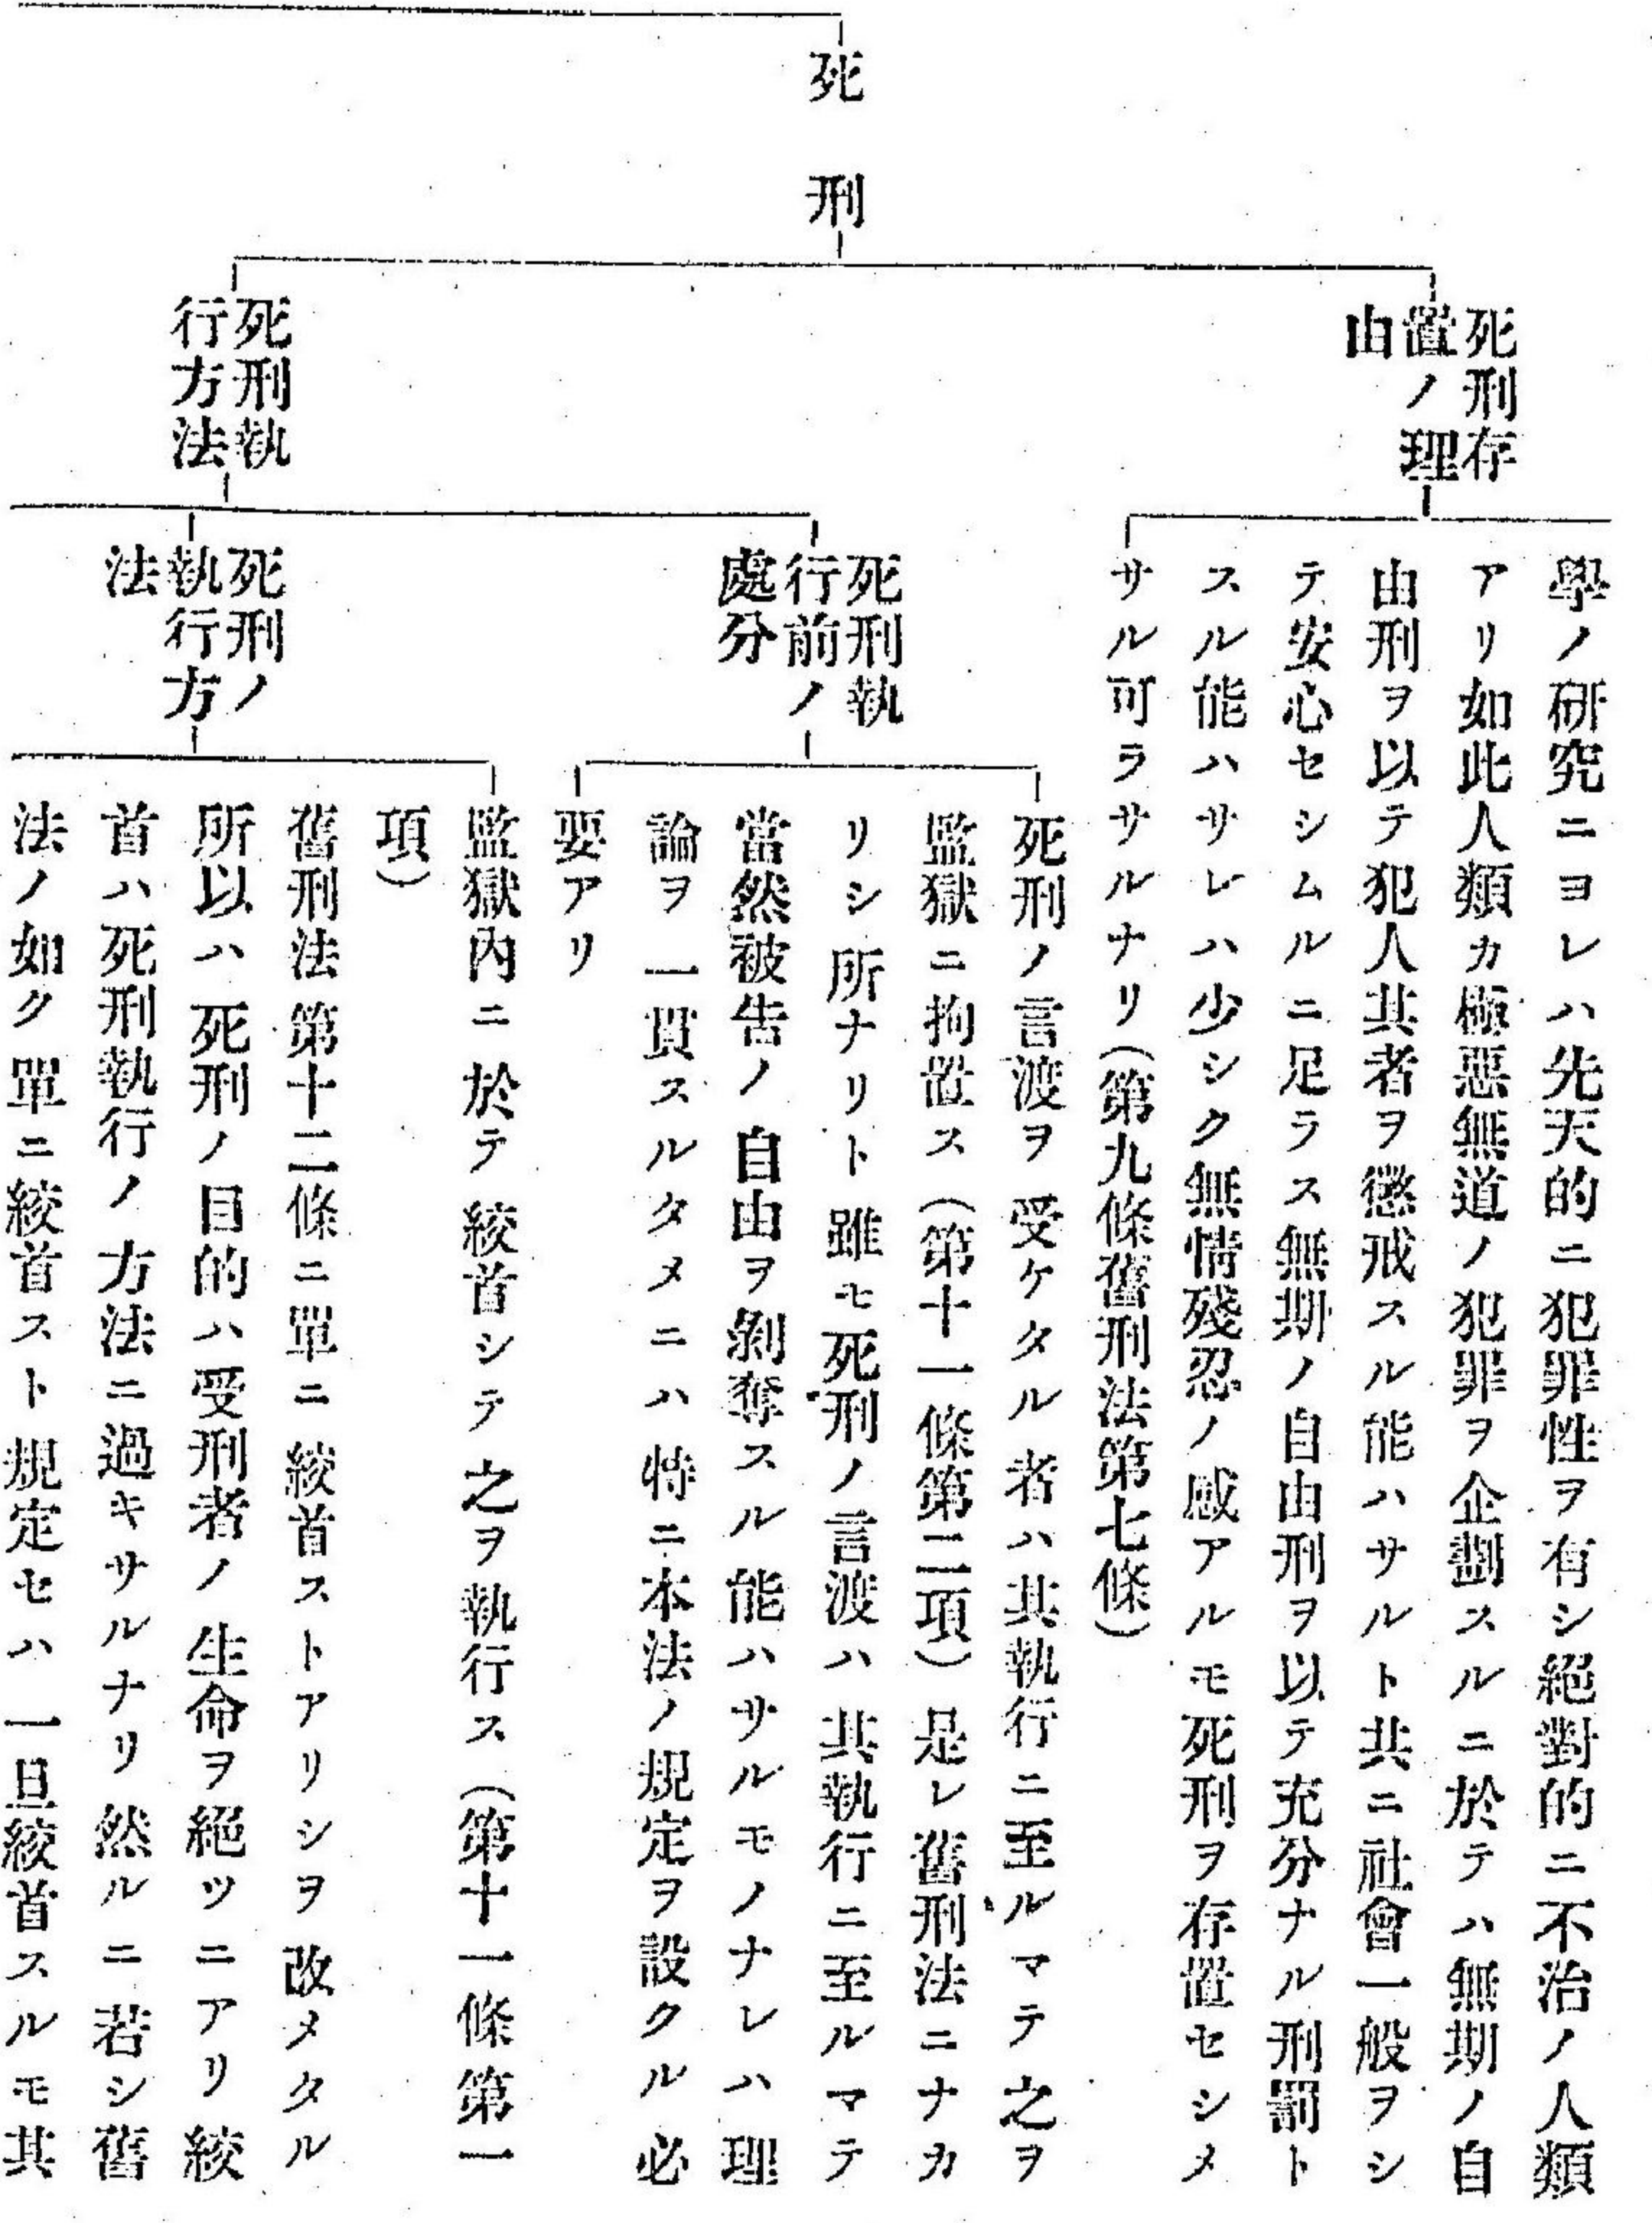 死刑
死刑存
置ノ理
由
學ノ研究ニヨレハ先天的ニ犯罪性ヲ有シ絕對的ニ不治ノ人類
アリ如此人類カ極惡無道ノ犯罪ヲ企劃スルニ於テハ無期ノ自
由刑ヲ以テ犯人其者ヲ懲戒スル能ハサルト共ニ社會一般ヲシ
テ安心セシムルニ足ラス無期ノ自由刑ヲ以テ充分ナル刑罰ト
スル能ハサレハ少シク無情殘忍ノ感アルモ死刑ヲ存置セシメ
サル可ラサルナリ(第九條舊刑法第七條)
死刑執
行方法
死刑執
行前ノ
處分
死刑ノ言渡ヲ受ケタル者ハ其執行ニ至ルマテ之ヲ
監獄ニ拘置ス(第十一條第二項)是レ舊刑法ニナカ
リシ所ナリト雖モ死刑ノ言渡ハ其執行ニ至ルマテ
當然被吿ノ自由ヲ剝奪スル能ハサルモノナレハ理
論ヲ一貫スルタメニハ特ニ本法ノ規定ヲ設クル必
要アリ
死刑ノ
執行方
法
監獄內ニ於テ絞首シテ之ヲ執行ス(第十一條第一
項)
舊刑法第十二條ニ單ニ絞首ストアリシヲ改メタル
所以ハ死刑ノ目的ハ受刑者ノ生命ヲ絕ツニアリ絞
首ハ死刑執行ノ方法ニ過キサルナリ然ルニ若シ舊
法ノ如ク單ニ絞首スト規定セハ一旦絞首スルモ其